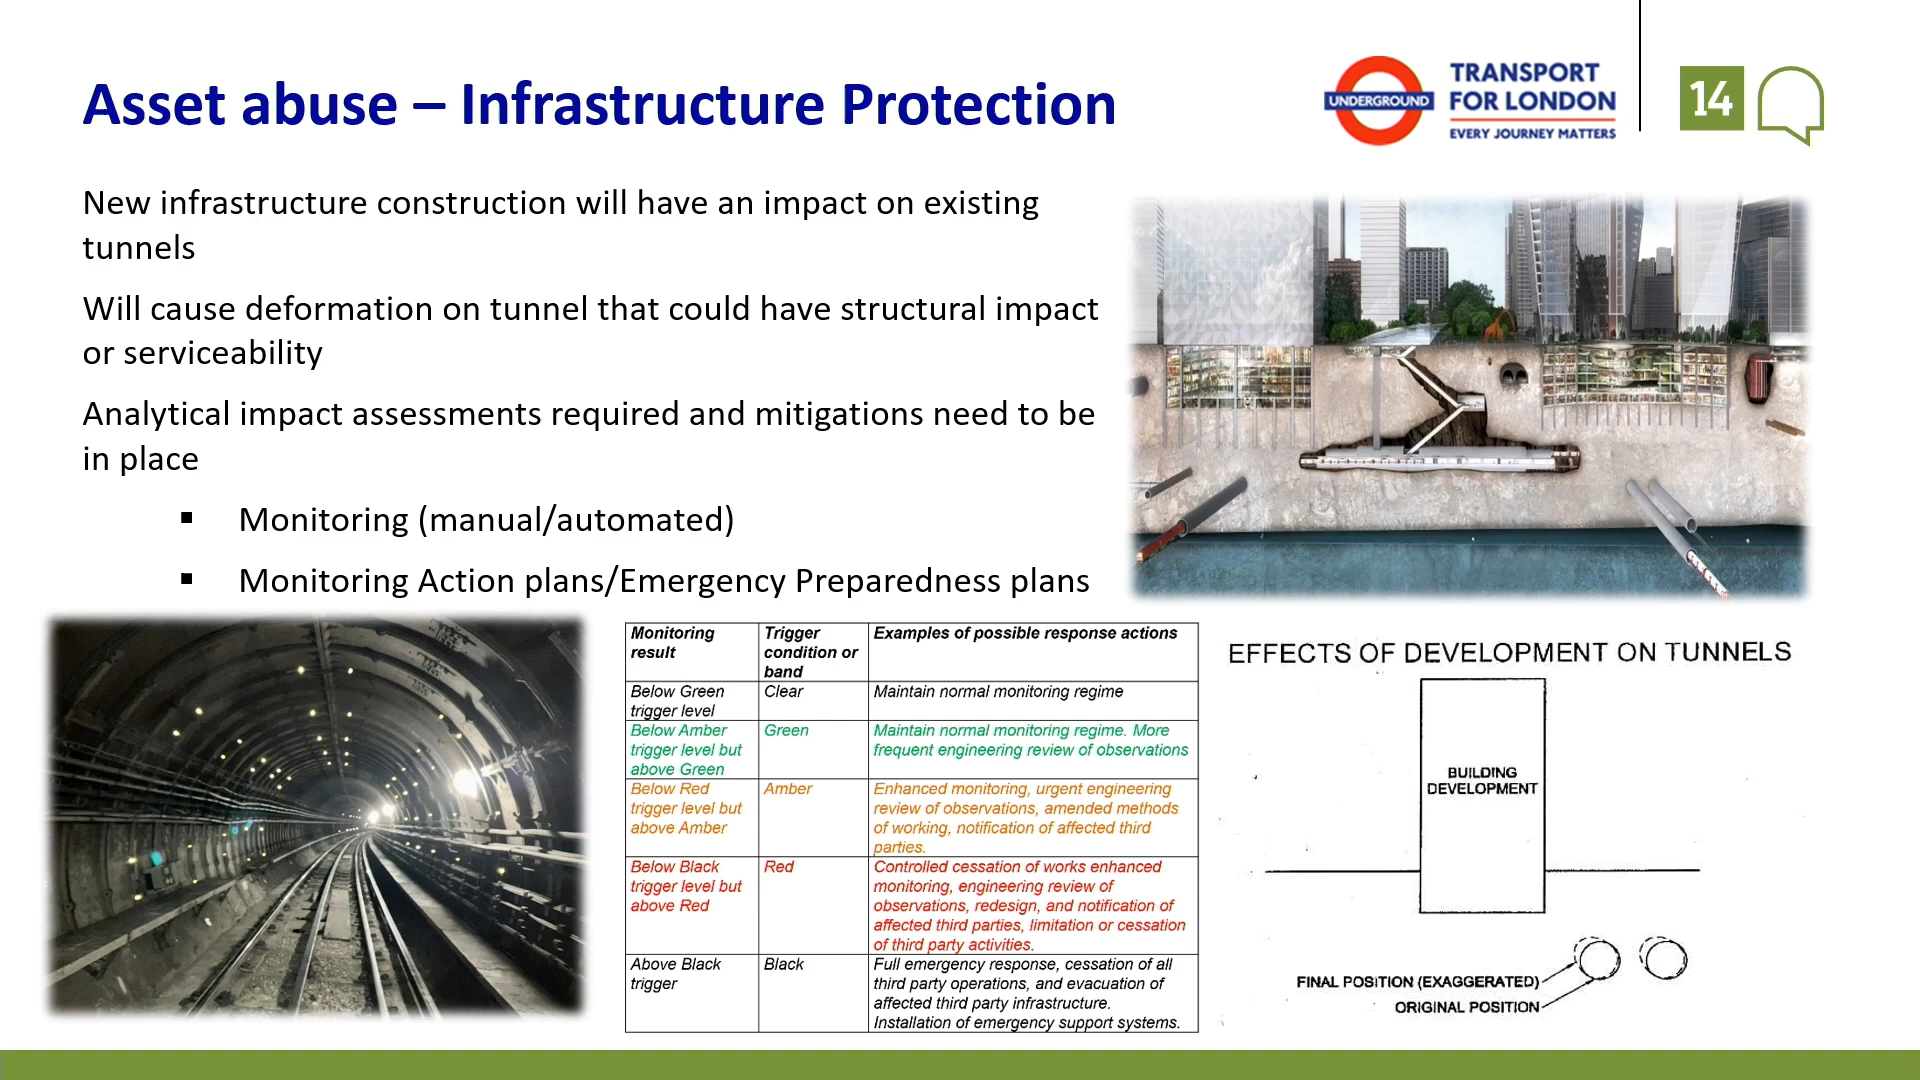 Asset abuse – Infrastructure Protection
UNDERGROUND
TRANSPORT
FOR LONDON
EVERY JOURNEY MATTERS
14
New infrastructure construction will have an impact on existing
tunnels
Will cause deformation on tunnel that could have structural impact
or serviceability
Analytical impact assessments required and mitigations need to be
in place
▪ Monitoring (manual/automated)
▪ Monitoring Action plans/Emergency Preparedness plans
Monitoring
result
Trigger
condition or
band
Examples of possible response actions
Below Green
trigger level
Clear
Maintain normal monitoring regime
Below Amber
trigger level but
above Green
Green
Maintain normal monitoring regime. More
frequent engineering review of observations
Below Red
trigger level but
above Amber
Amber
Enhanced monitoring, urgent engineering
review of observations, amended methods
of working, notification of affected third
parties.
Below Black
trigger level but
above Red
Red
Controlled cessation of works enhanced
monitoring, engineering review of
observations, redesign, and notification of
affected third parties, limitation or cessation
of third party activities.
Above Black
trigger
Black
Full emergency response, cessation of all
third party operations, and evacuation of
affected third party infrastructure.
Installation of emergency support systems.
EFFECTS OF DEVELOPMENT ON TUNNELS
BUILDING
DEVELOPMENT
FINAL POSITION (EXAGGERATED)
ORIGINAL POSITION